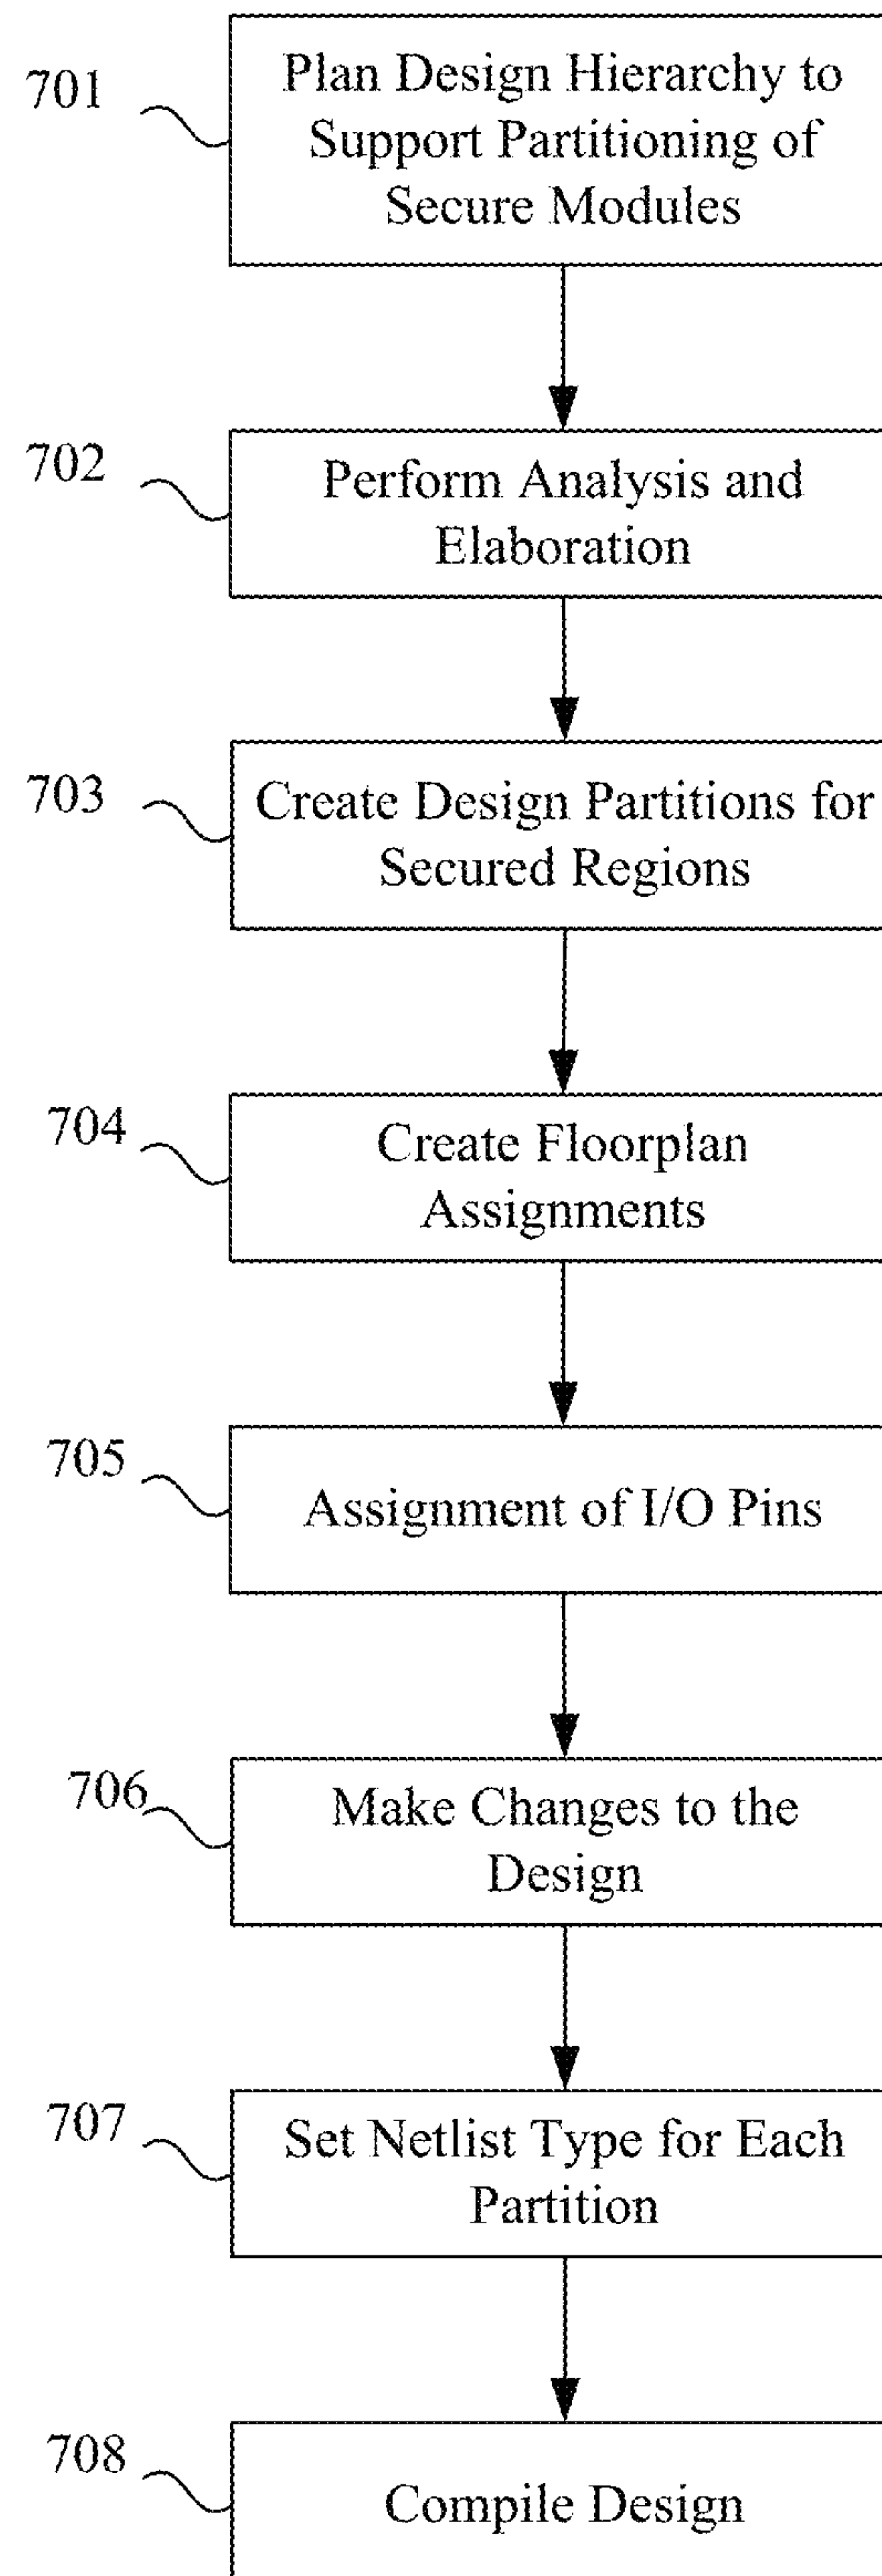 701
Plan Design Hierarchy to
Support Partitioning of
Secure Modules
702
Perform Analysis and
Elaboration
703
Create Design Partitions for
Secured Regions
704
Create Floorplan
Assignments
705
Assignment of I/O Pins
706
Make Changes to the
Design
707
Set Netlist Type for Each
Partition
708
Compile Design